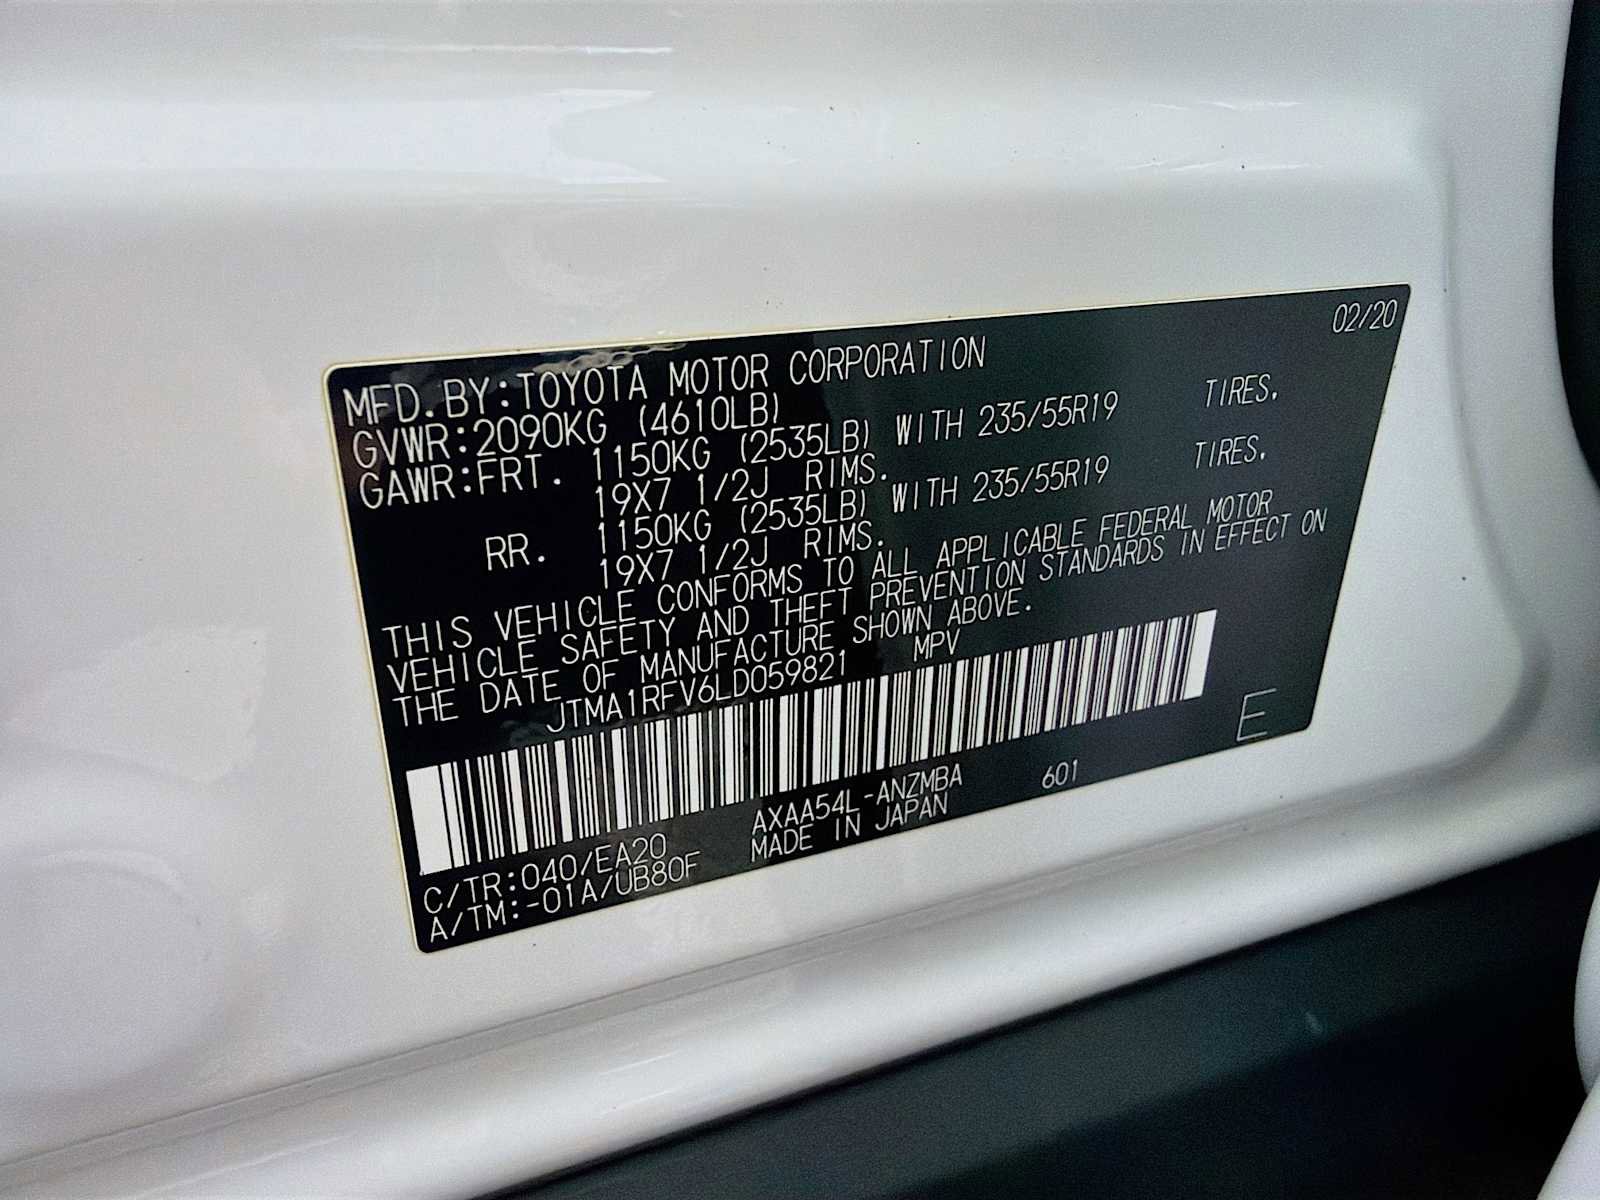 02/20
MFD.BY:TOYOTA MOTOR CORPORATION
GVWR:2090KG (4610LB)
GAWR:FRT. 1150KG (2535LB) WITH 235/55R19 TIRES.
19X7 1/2J RIMS.
RR. 1150KG (2535LB) WITH 235/55R19 TIRES.
19X7 1/2J RIMS.
THIS VEHICLE CONFORMS TO ALL APPLICABLE FEDERAL MOTOR
VEHICLE SAFETY AND THEFT PREVENTION STANDARDS IN EFFECT ON
THE DATE OF MANUFACTURE SHOWN ABOVE.
JTMA1RFV6LD059821 MPV
E
C/TR:040/EA20 AXAA54L-ANZMBA 601
A/TM:-01A/UB80F MADE IN JAPAN